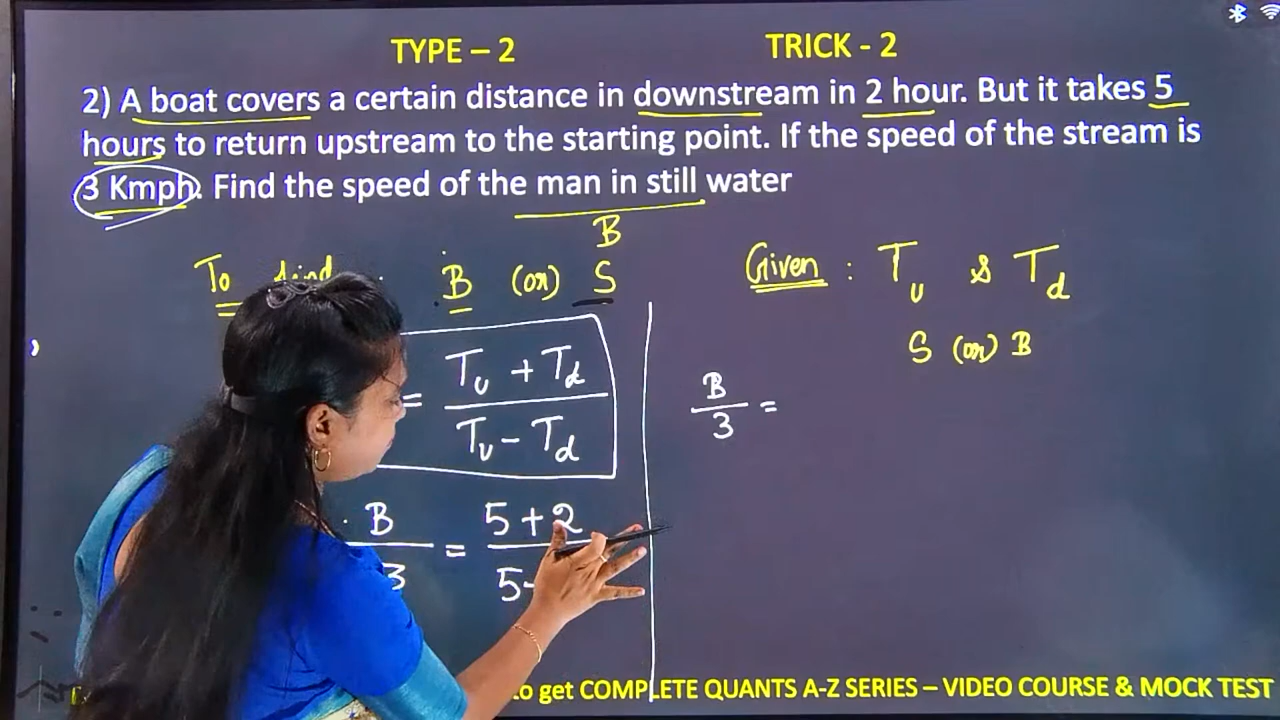 TYPE – 2 TRICK - 2
2) A boat covers a certain distance in downstream in 2 hour. But it takes 5
hours to return upstream to the starting point. If the speed of the stream is
3 Kmph. Find the speed of the man in still water
B
To find : B (or) S
Given : Tu & Td
S (or) B
= Tu + Td
Tu - Td
B/3 =
B = 5+2
3 5-
to get COMPLETE QUANTS A-Z SERIES – VIDEO COURSE & MOCK TEST